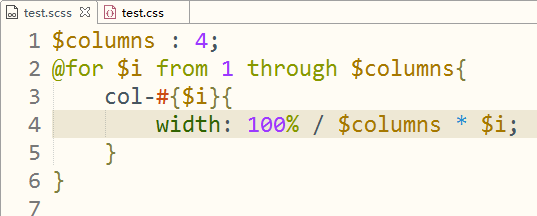 test.scss test.css
1 $columns : 4;
2 @for $i from 1 through $columns{
3 col-#{$i}{
4 width: 100% / $columns * $i;
5 }
6 }
7